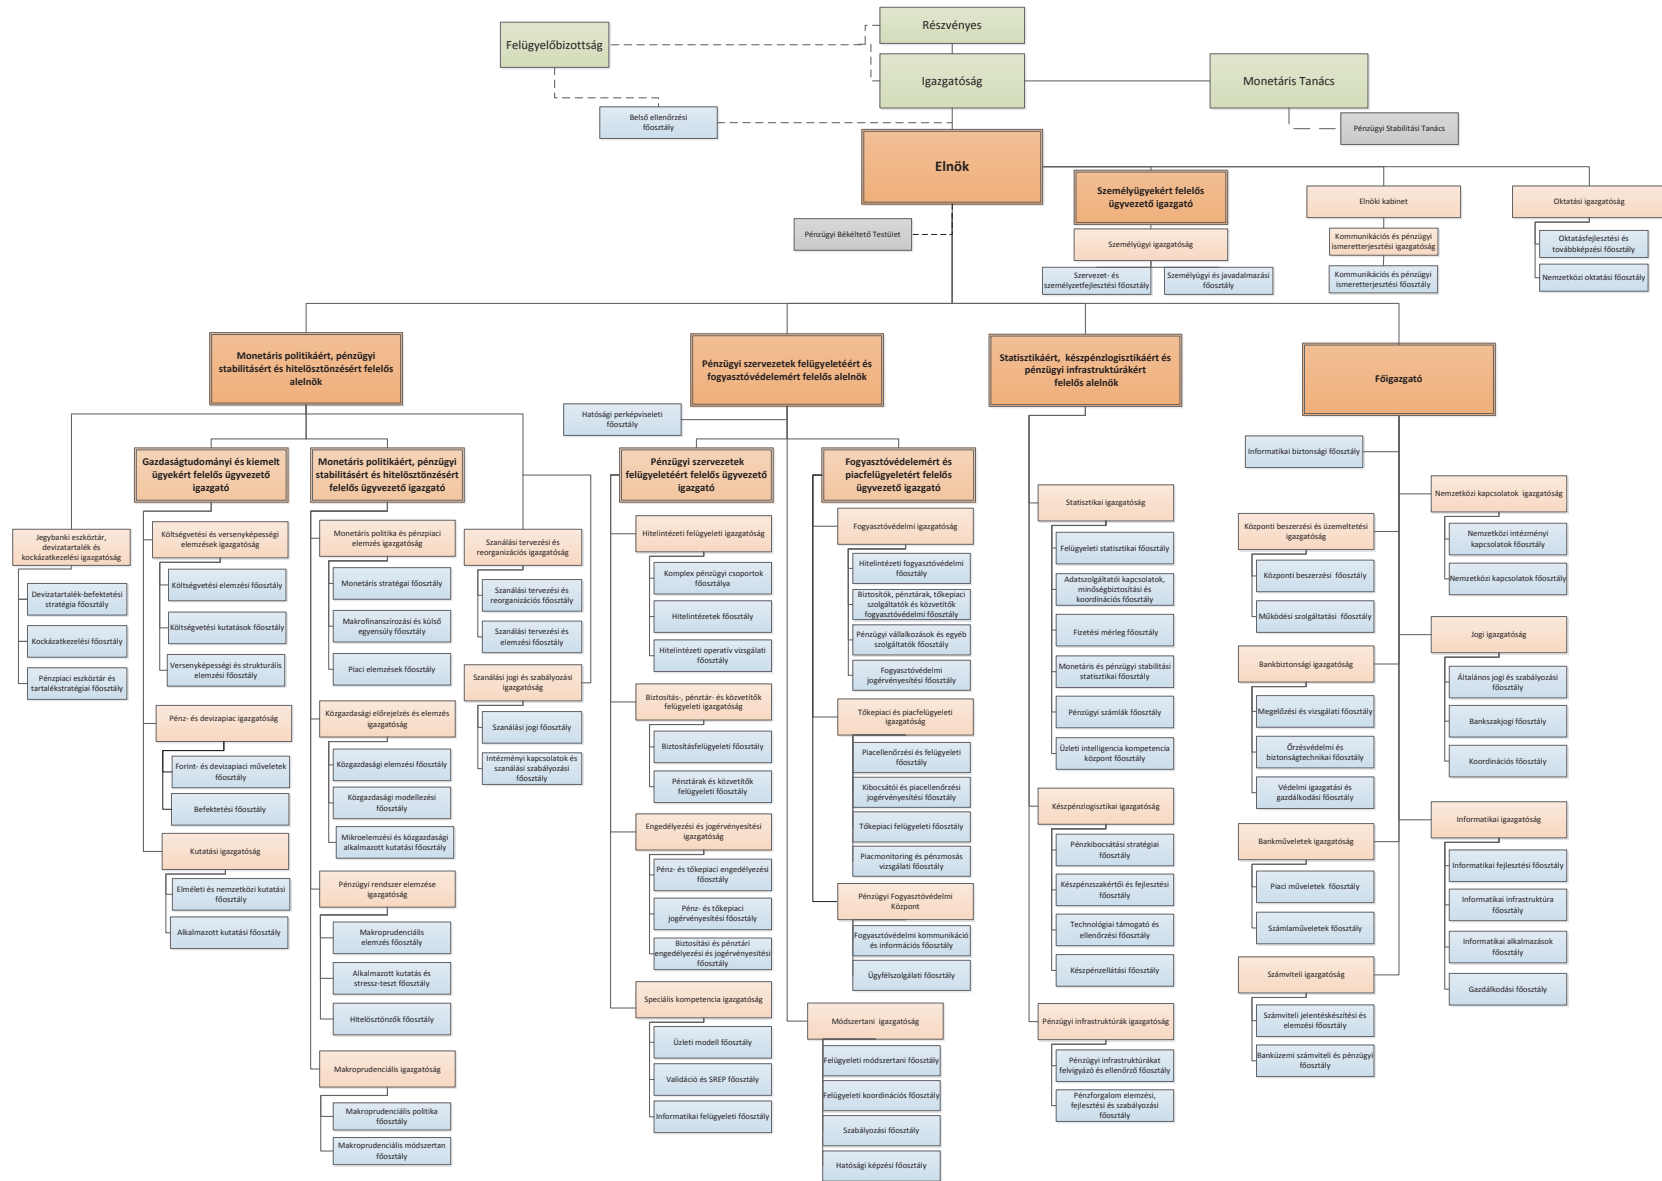 Részvényes
Felügyelőbizottság
Igazgatóság
Monetáris Tanács
Belső ellenőrzési
főosztály
Pénzügyi Stabilitási Tanács
Elnök
Személyügyekért felelős
ügyvezető igazgató
Elnöki kabinet
Oktatási igazgatóság
Pénzügyi Békéltető Testület
Személyügyi igazgatóság
Kommunikációs és pénzügyi
ismeretterjesztési igazgatóság
Oktatásfejlesztési és
továbbképzési főosztály
Szervezet- és
személyzetfejlesztési főosztály
Személyügyi és javadalmazási
főosztály
Kommunikációs és pénzügyi
ismeretterjesztési főosztály
Nemzetközi oktatási főosztály
Monetáris politikáért, pénzügyi
stabilitásért és hitelösztönzésért felelős
alelnök
Pénzügyi szervezetek felügyeletéért és
fogyasztóvédelemért felelős alelnök
Statisztikáért, készpénzlogisztikáért és
pénzügyi infrastruktúrákért
felelős alelnök
Főigazgató
Hatósági perképviseleti
főosztály
Informatikai biztonsági főosztály
Gazdaságtudományi és kiemelt
ügyekért felelős ügyvezető
igazgató
Monetáris politikáért, pénzügyi
stabilitásért és hitelösztönzésért
felelős ügyvezető igazgató
Pénzügyi szervezetek
felügyeletéért felelős ügyvezető
igazgató
Fogyasztóvédelemért és
piacfelügyeletért felelős
ügyvezető igazgató
Jegybanki eszköztár,
devizatartalék és
kockázatkezelési igazgatóság
Devizatartalék-befektetési
stratégia főosztály
Kockázatkezelési főosztály
Pénzpiaci eszköztár és
tartalékstratégiai főosztály
Költségvetési és versenyképességi
elemzések igazgatóság
Költségvetési elemzési főosztály
Költségvetési kutatások főosztály
Versenyképességi és strukturális
elemzési főosztály
Pénz- és devizapiac igazgatóság
Forint- és devizapiaci műveletek
főosztály
Befektetési főosztály
Kutatási igazgatóság
Elméleti és nemzetközi kutatási
főosztály
Alkalmazott kutatási főosztály
Monetáris politika és pénzpiaci
elemzés igazgatóság
Monetáris stratégai főosztály
Makrofinanszírozási és külső
egyensúly főosztály
Piaci elemzések főosztály
Közgazdasági előrejelzés és elemzés
igazgatóság
Közgazdasági elemzési főosztály
Közgazdasági modellezési
főosztály
Mikroelemzési és közgazdasági
alkalmazott kutatási főosztály
Pénzügyi rendszer elemzése
igazgatóság
Makroprudenciális
elemzés főosztály
Alkalmazott kutatás és
stressz-teszt főosztály
Hitelösztönzők főosztály
Makroprudenciális igazgatóság
Makroprudenciális politika
főosztály
Makroprudenciális módszertan
főosztály
Szanálási tervezési és
reorganizációs igazgatóság
Szanálási tervezési és
reorganizációs főosztály
Szanálási tervezési és
elemzési főosztály
Szanálási jogi és szabályozási
igazgatóság
Szanálási jogi főosztály
Intézményi kapcsolatok és
szanálási szabályozási
főosztály
Hitelintézeti felügyeleti igazgatóság
Komplex pénzügyi csoportok
főosztálya
Hitelintézetek főosztály
Hitelintézeti operatív vizsgálati
főosztály
Biztosítás-, pénztár- és közvetítők
felügyeleti igazgatóság
Biztosításfelügyeleti főosztály
Pénztárak és közvetítők
felügyeleti főosztály
Engedélyezési és jogérvényesítési
igazgatóság
Pénz- és tőkepiaci engedélyezési
főosztály
Pénz- és tőkepiaci
jogérvényesítési főosztály
Biztosítási és pénztári
engedélyezési és jogérvényesítési
főosztály
Speciális kompetencia igazgatóság
Üzleti modell főosztály
Validáció és SREP főosztály
Informatikai felügyeleti főosztály
Fogyasztóvédelmi igazgatóság
Hitelintézeti fogyasztóvédelmi
főosztály
Biztosítók, pénztárak, tőkepiaci
szolgáltatók és közvetítők
fogyasztóvédelmi főosztály
Pénzügyi vállalkozások és egyéb
szolgáltatók főosztály
Fogyasztóvédelmi
jogérvényesítési főosztály
Tőkepiaci és piacfelügyeleti
igazgatóság
Piacellenőrzési és felügyeleti
főosztály
Kibocsátói és piacellenőrzési
jogérvényesítési főosztály
Tőkepiaci felügyeleti főosztály
Piacmonitoring és pénzmosás
vizsgálati főosztály
Pénzügyi Fogyasztóvédelmi
Központ
Fogyasztóvédelmi kommunikáció
és információs főosztály
Ügyfélszolgálati főosztály
Módszertani igazgatóság
Felügyeleti módszertani főosztály
Felügyeleti koordinációs főosztály
Szabályozási főosztály
Hatósági képzési főosztály
Statisztikai igazgatóság
Felügyeleti statisztikai főosztály
Adatszolgáltatói kapcsolatok,
minőségbiztosítási és
koordinációs főosztály
Fizetési mérleg főosztály
Monetáris és pénzügyi stabilitási
statisztikai főosztály
Pénzügyi számlák főosztály
Üzleti intelligencia kompetencia
központ főosztály
Készpénzlogisztikai igazgatóság
Pénzkibocsátási stratégiai
főosztály
Készpénzszakértői és fejlesztési
főosztály
Technológiai támogató és
ellenőrzési főosztály
Készpénzellátási főosztály
Pénzügyi infrastruktúrák igazgatóság
Pénzügyi infrastruktúrákat
felvigyázó és ellenőrző főosztály
Pénzforgalom elemzési,
fejlesztési és szabályozási
főosztály
Központi beszerzési és üzemeltetési
igazgatóság
Központi beszerzési főosztály
Működési szolgáltatási főosztály
Bankbiztonsági igazgatóság
Megelőzési és vizsgálati főosztály
Őrzésvédelmi és
biztonságtechnikai főosztály
Védelmi igazgatási és
gazdálkodási főosztály
Bankműveletek igazgatóság
Piaci műveletek főosztály
Számlaműveletek főosztály
Számviteli igazgatóság
Számviteli jelentéskészítési és
elemzési főosztály
Banküzemi számviteli és pénzügyi
főosztály
Nemzetközi kapcsolatok igazgatóság
Nemzetközi intézményi
kapcsolatok főosztály
Nemzetközi kapcsolatok főosztály
Jogi igazgatóság
Általános jogi és szabályozási
főosztály
Bankszakjogi főosztály
Koordinációs főosztály
Informatikai igazgatóság
Informatikai fejlesztési főosztály
Informatikai infrastruktúra
főosztály
Informatikai alkalmazások
főosztály
Gazdálkodási főosztály